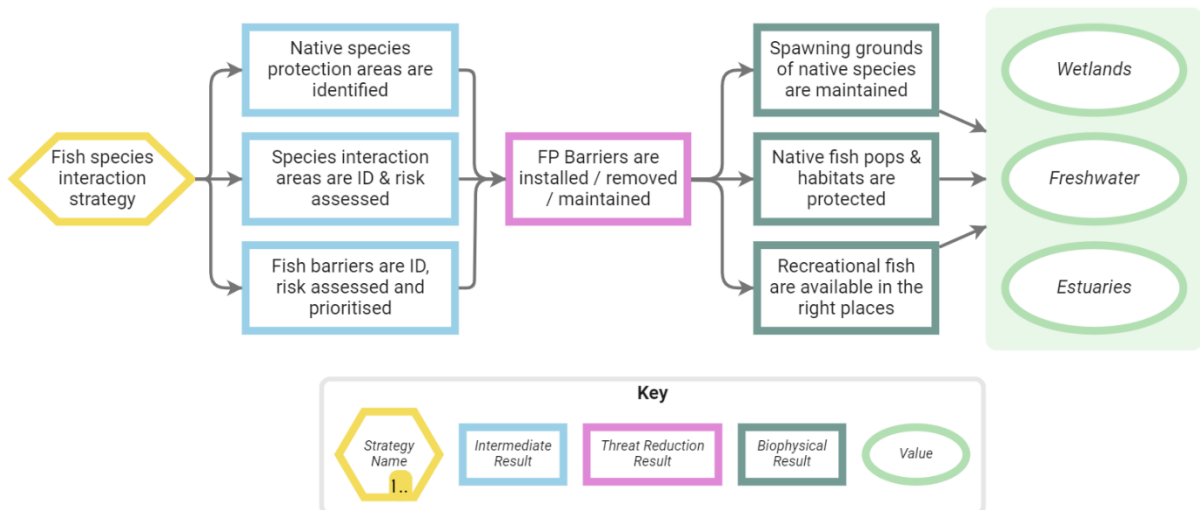 Fish species
interaction
strategy
Native species
protection areas are
identified
Species interaction
areas are ID & risk
assessed
Fish barriers are ID,
risk assessed and
prioritised
FP Barriers are
installed / removed
/ maintained
Spawning grounds
of native species
are maintained
Native fish pops &
habitats are
protected
Recreational fish
are available in the
right places
Wetlands
Freshwater
Estuaries
Key
Strategy
Name
1..
Intermediate
Result
Threat Reduction
Result
Biophysical
Result
Value